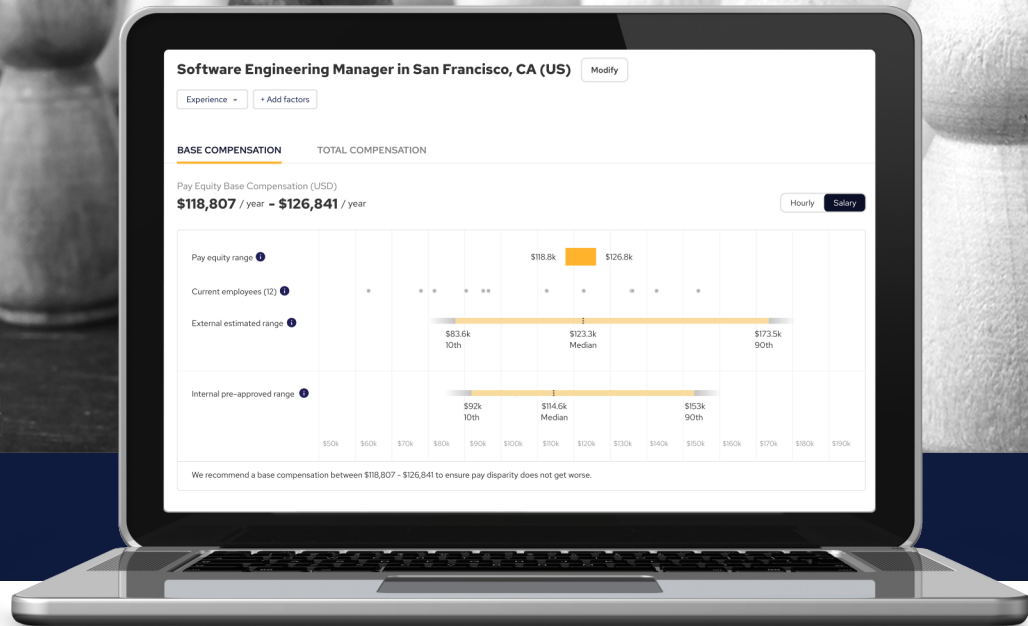 Software Engineering Manager in San Francisco, CA (US) Modify
Experience + Add factors
BASE COMPENSATION TOTAL COMPENSATION
Pay Equity Base Compensation (USD)
$118,807 / year – $126,841 / year
Hourly Salary
Pay equity range $118.8k $126.8k
Current employees (12)
External estimated range
$83.6k $123.3k $173.5k
10th Median 90th
Internal pre-approved range
$92k $114.6k $153k
10th Median 90th
$50k $60k $70k $80k $90k $100k $110k $120k $130k $140k $150k $160k $170k $180k $190k
We recommend a base compensation between $118,807 - $126,841 to ensure pay disparity does not get worse.